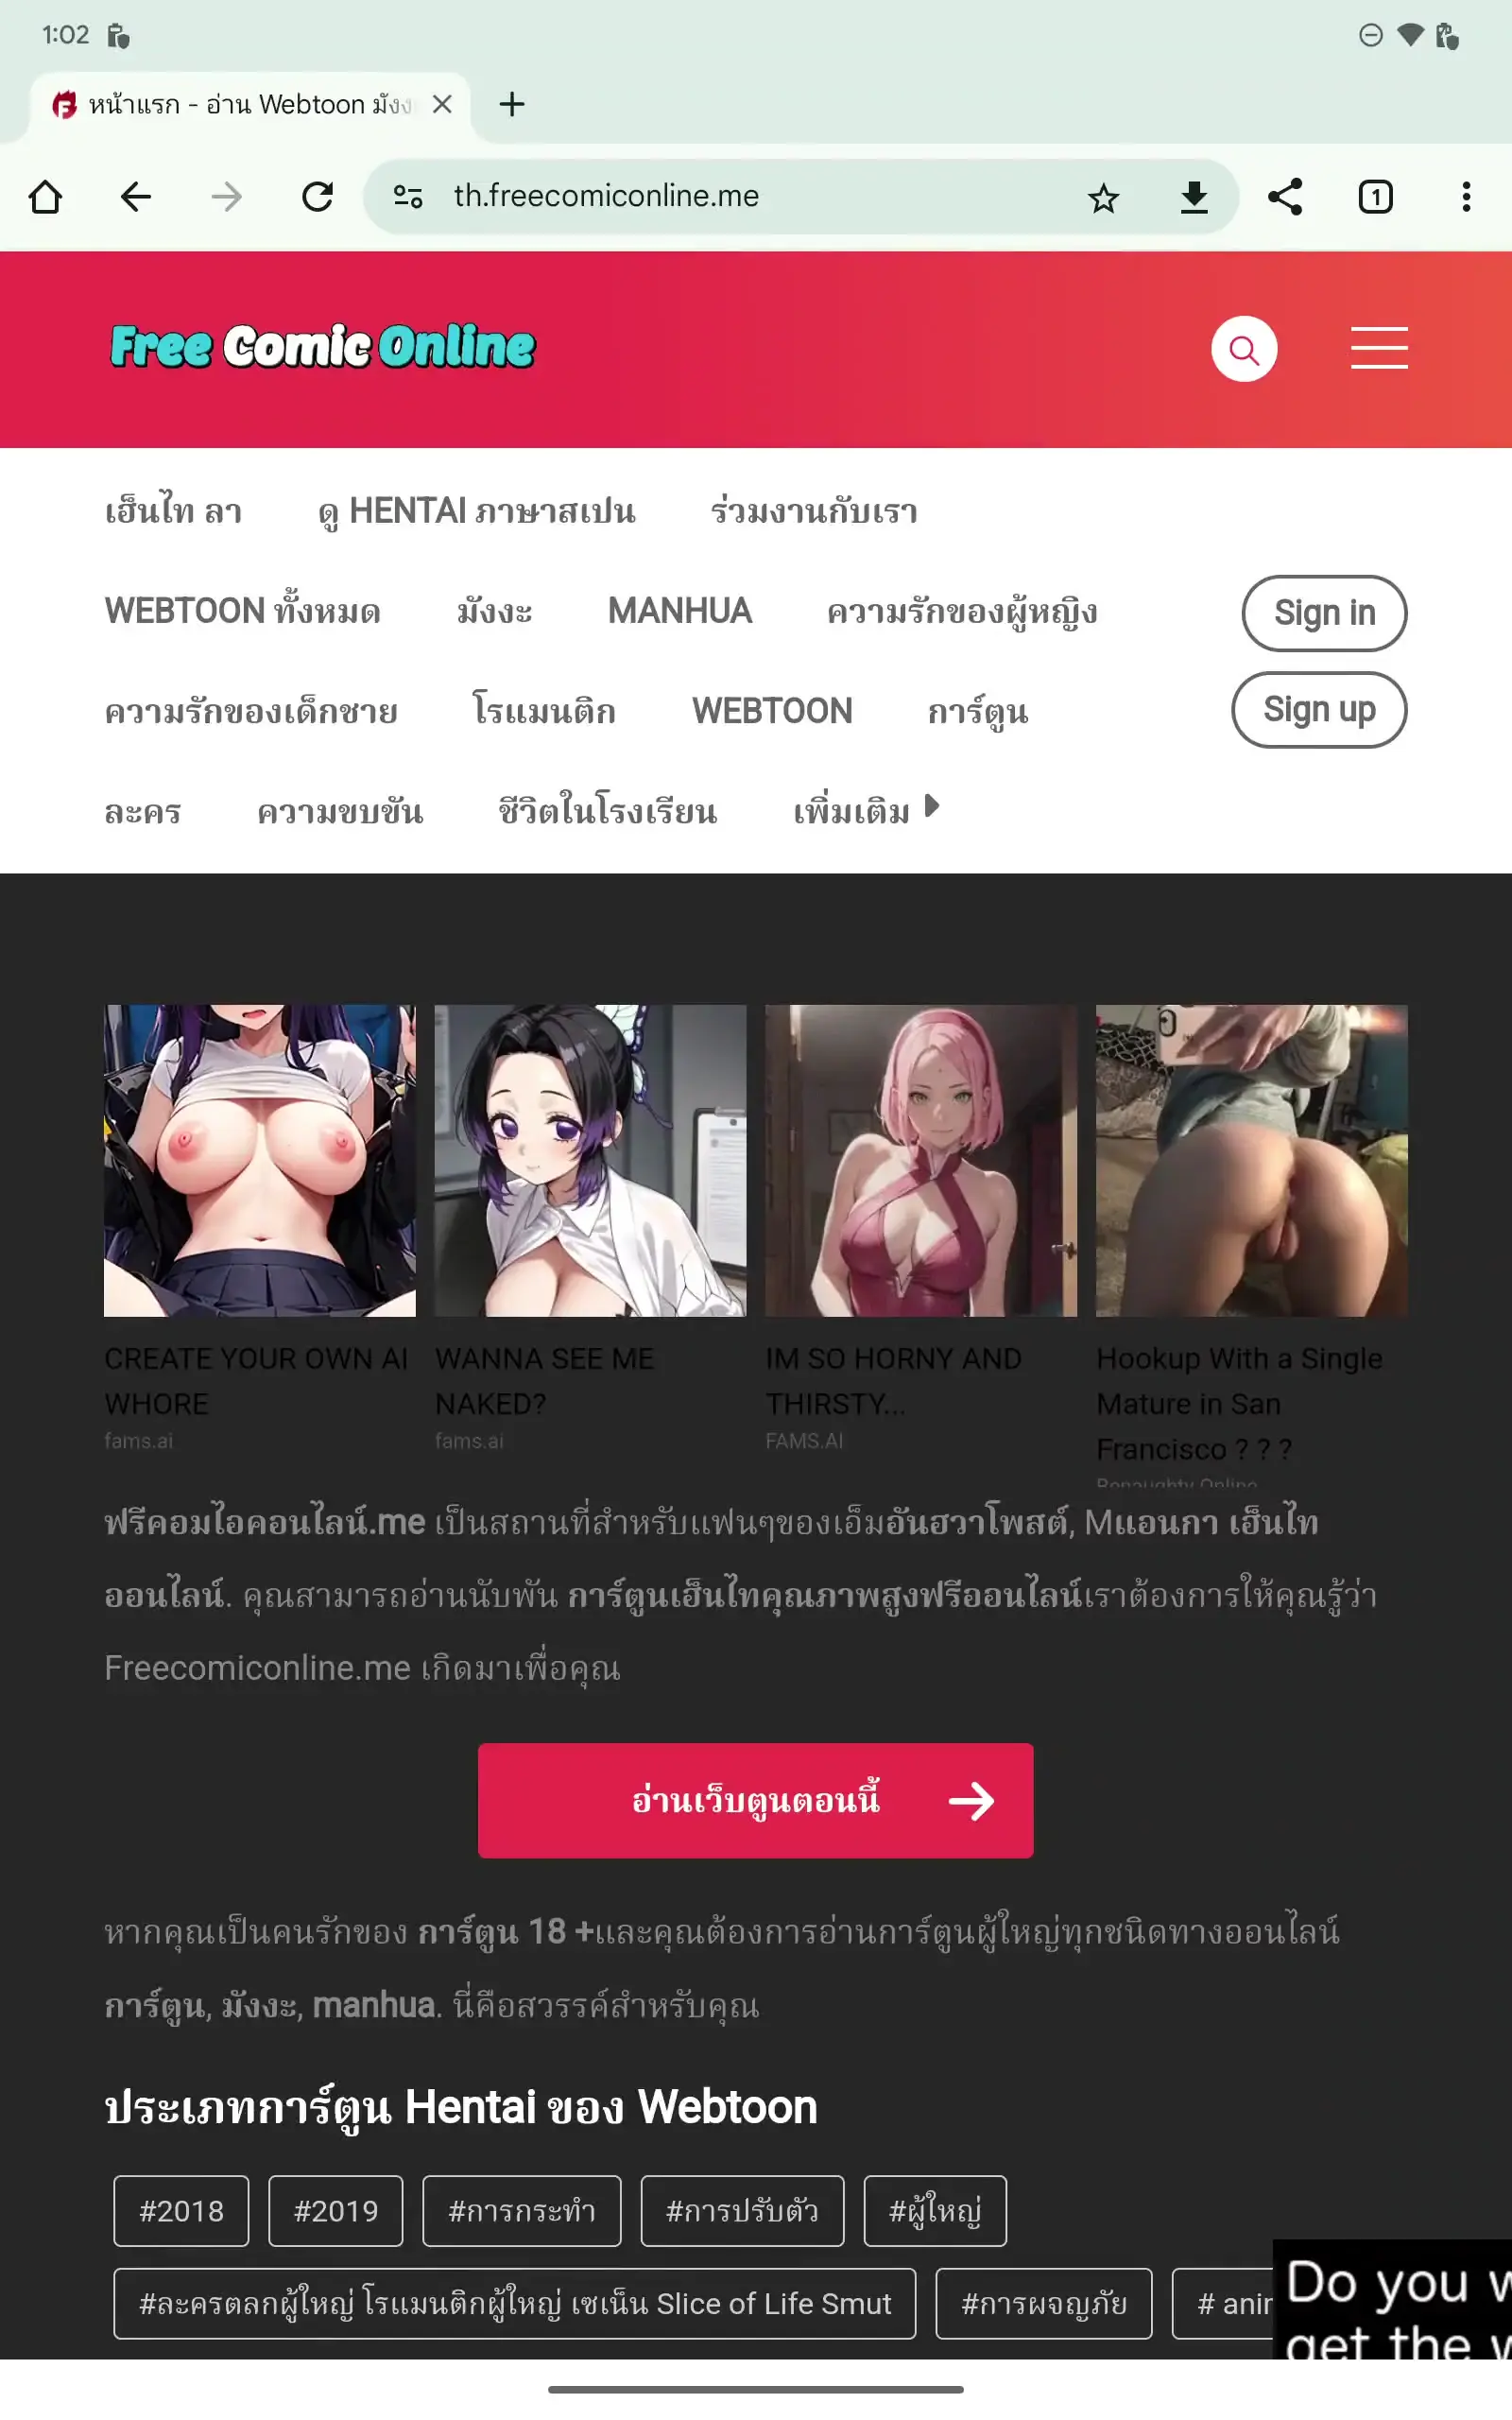 1:02
หน้าแรก - อ่าน Webtoon มังงะ
th.freecomiconline.me
1
Free Comic Online
เฮ็นไท ลา ดู HENTAI ภาษาสเปน ร่วมงานกับเรา
WEBTOON ทั้งหมด มังงะ MANHUA ความรักของผู้หญิง Sign in
ความรักของเด็กชาย โรแมนติก WEBTOON การ์ตูน Sign up
ละคร ความขบขัน ชีวิตในโรงเรียน เพิ่มเติม
CREATE YOUR OWN AI
WHORE
fams.ai
WANNA SEE ME
NAKED?
fams.ai
IM SO HORNY AND
THIRSTY...
FAMS.AI
Hookup With a Single
Mature in San
Francisco ? ? ?
Benaughty Online
ฟรีคอมไอคอนไลน์.me เป็นสถานที่สำหรับแฟนๆของเอ็มอันฮวาโพสต์, Mแอนกา เฮ็นไท
ออนไลน์. คุณสามารถอ่านนับพัน การ์ตูนเฮ็นไทคุณภาพสูงฟรีออนไลน์เราต้องการให้คุณรู้ว่า
Freecomiconline.me เกิดมาเพื่อคุณ
อ่านเว็บตูนตอนนี้
หากคุณเป็นคนรักของ การ์ตูน 18 +และคุณต้องการอ่านการ์ตูนผู้ใหญ่ทุกชนิดทางออนไลน์
การ์ตูน, มังงะ, manhua. นี่คือสวรรค์สำหรับคุณ
ประเภทการ์ตูน Hentai ของ Webtoon
#2018 #2019 #การกระทำ #การปรับตัว #ผู้ใหญ่
#ละครตลกผู้ใหญ่ โรแมนติกผู้ใหญ่ เซเน็น Slice of Life Smut #การผจญภัย # anir
Do you w
get the w